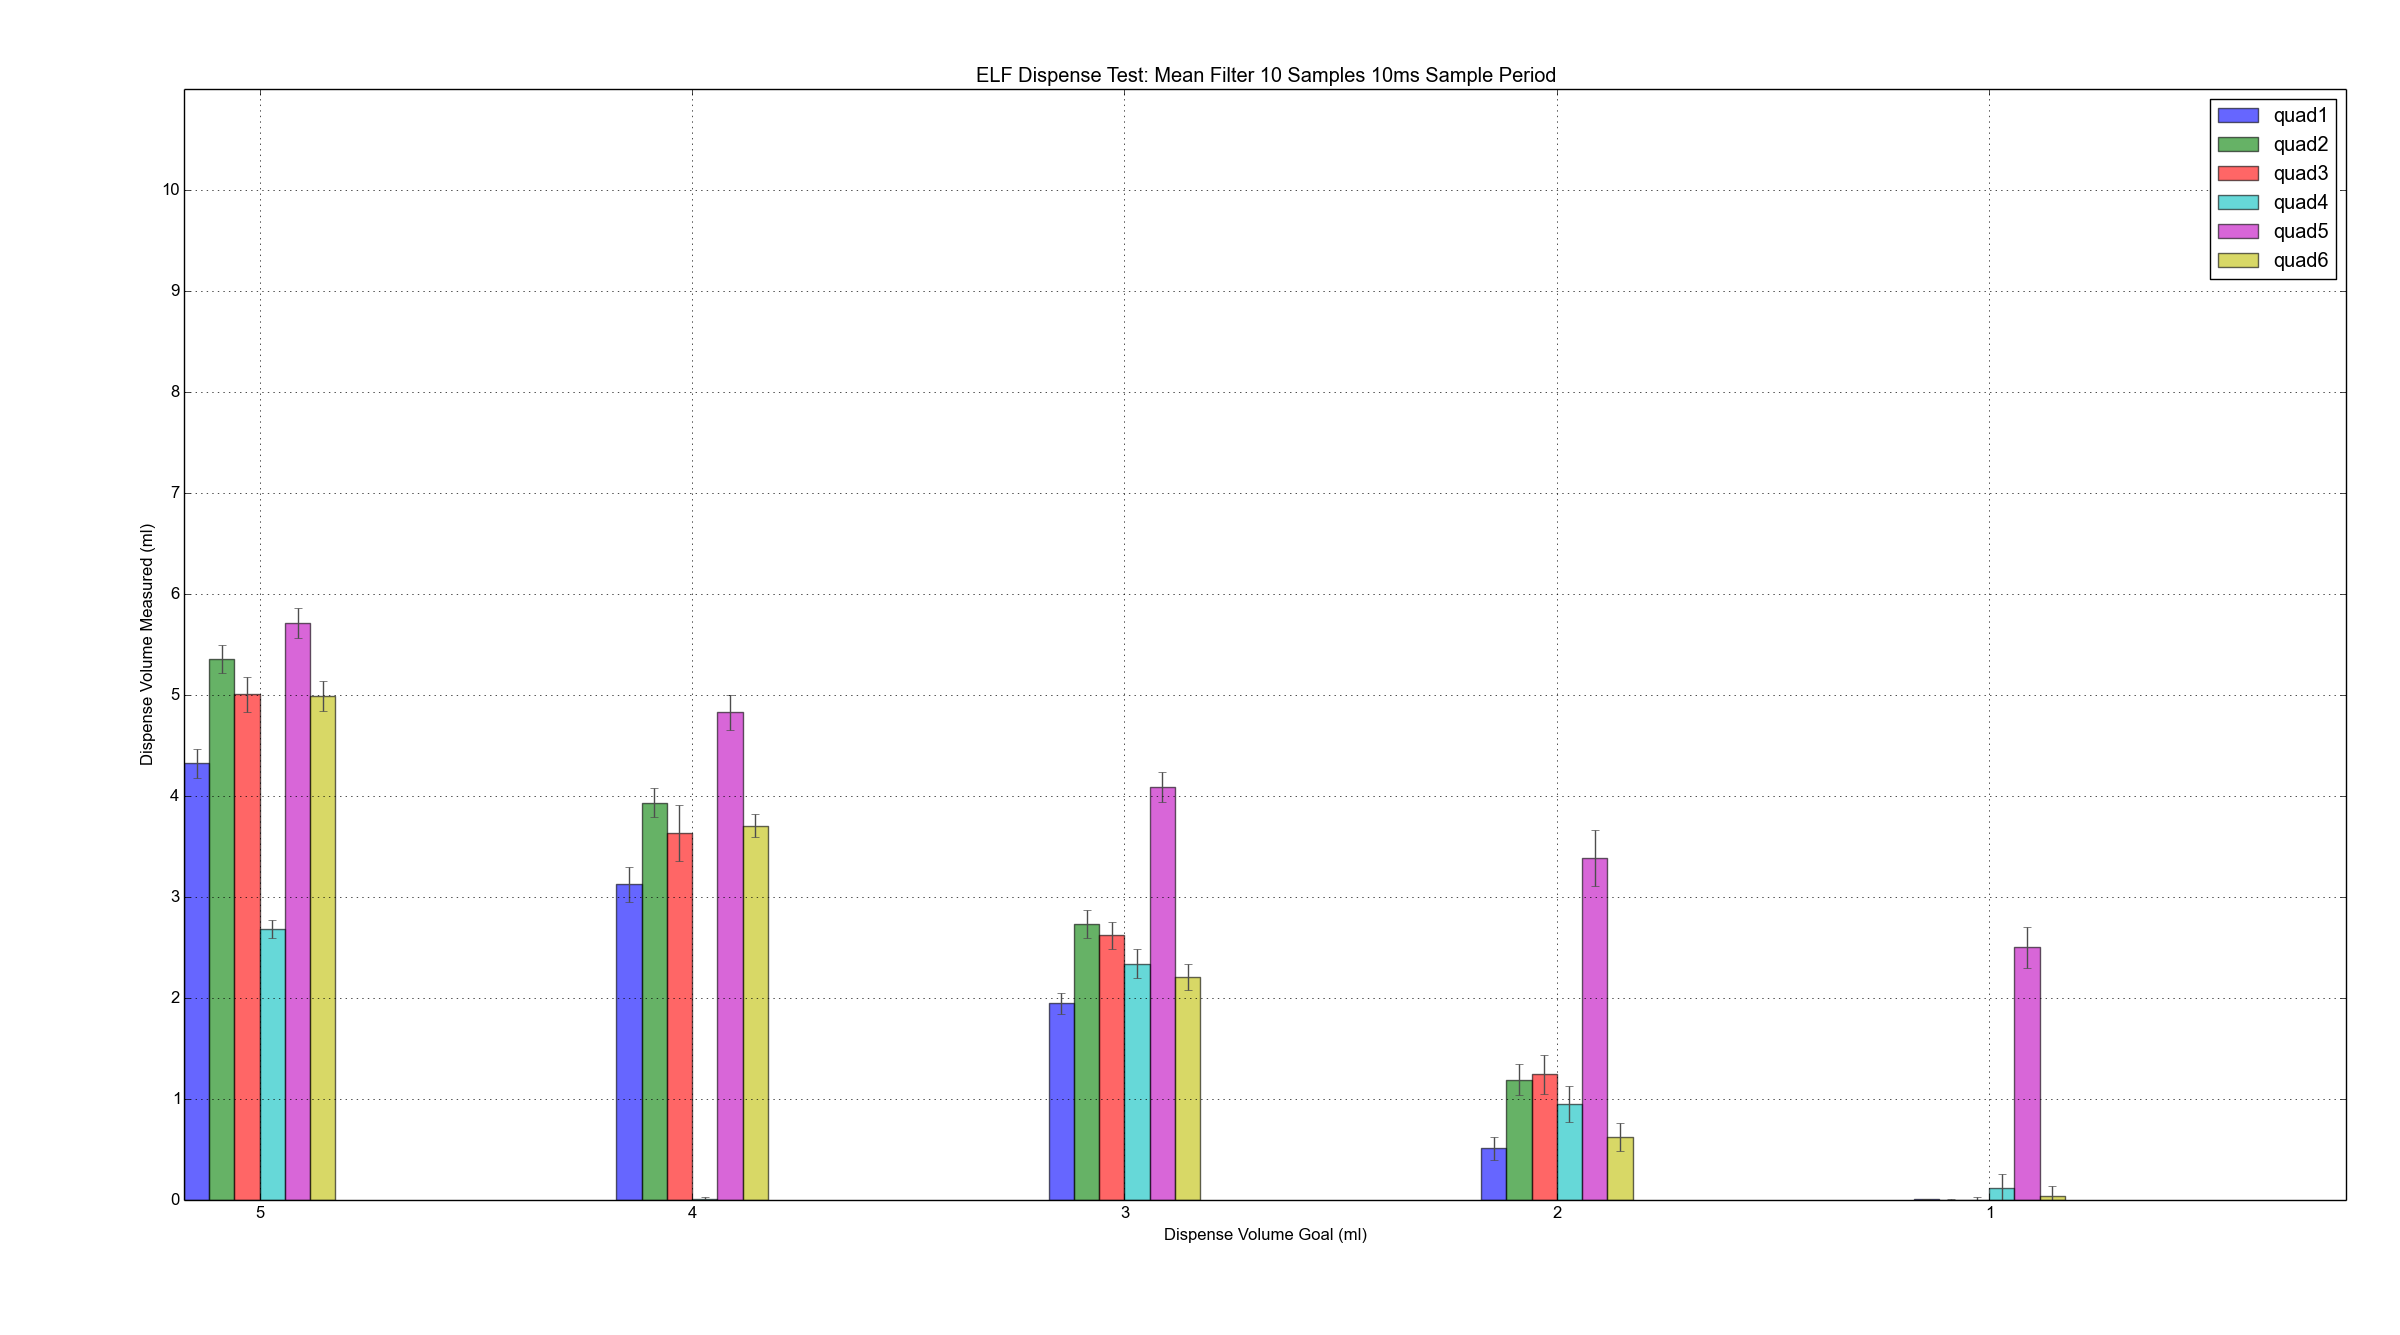 ELF Dispense Test: Mean Filter 10 Samples 10ms Sample Period
quad1
quad2
quad3
quad4
quad5
quad6
10
9
8
7
6
5
4
3
2
1
0
Dispense Volume Measured (ml)
5 4 3 2 1
Dispense Volume Goal (ml)